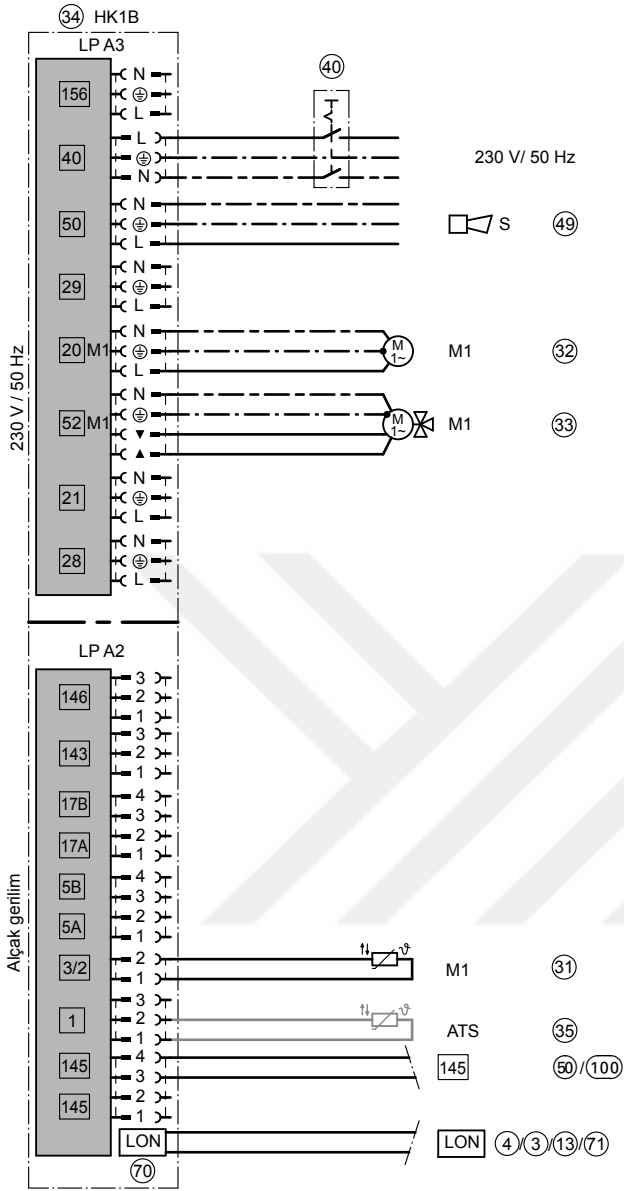 34 HK1B
LP A3
156 N
L
40
L 230 V/ 50 Hz
40
N
50 N
S 49
L
29 N
L
20 M1 N
M 1~ M1 32
L
52 M1 N
M 1~ M1 33
▼
▲
21 N
L
28 N
L
230 V / 50 Hz
LP A2
146 3
2
1
143 3
2
1
17B 4
3
17A 2
1
5B 4
3
5A 2
1
3/2 2 ϑ M1 31
1
1 3
2 ϑ ATS 35
1
145 4 145 50/100
3
145 2
1
LON LON 4/3/13/71
70
Alçak gerilim